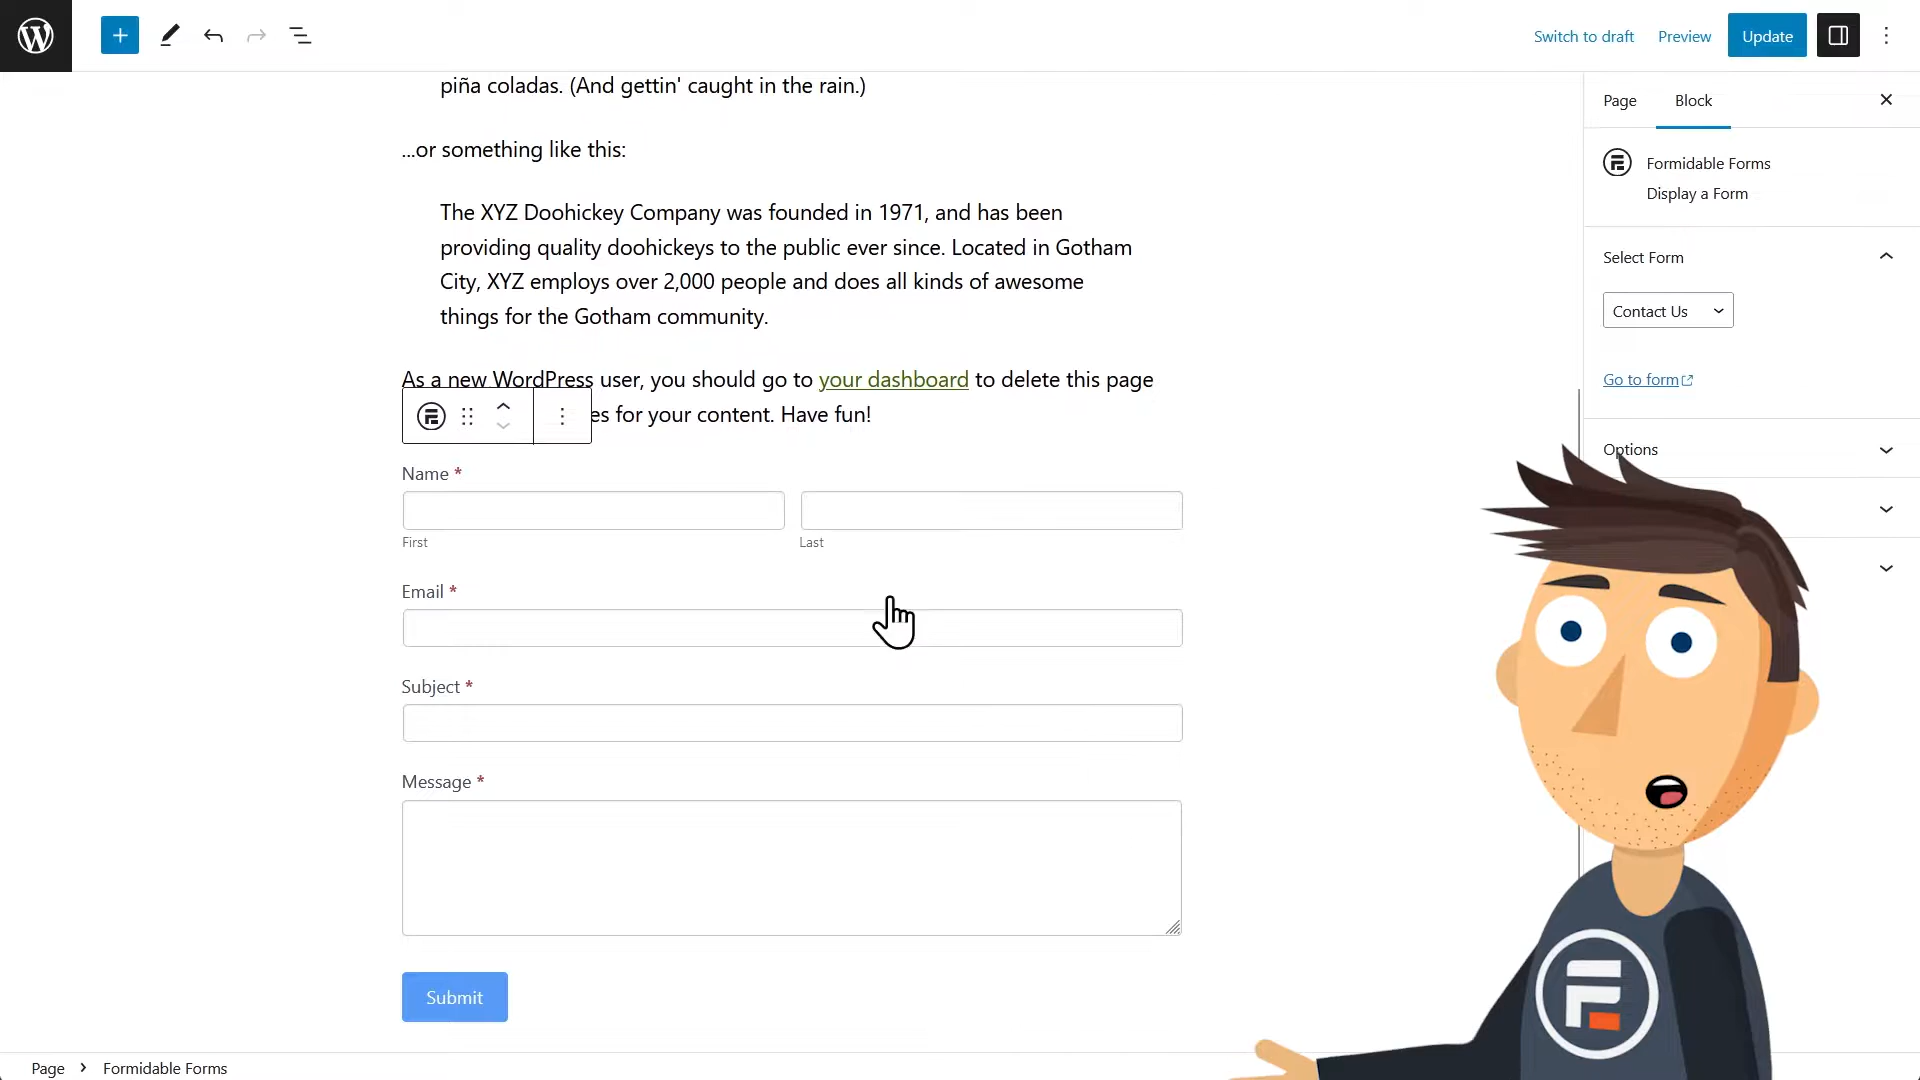 Switch to draft
Preview
Update
piña coladas. (And gettin' caught in the rain.)
...or something like this:
The XYZ Doohickey Company was founded in 1971, and has been
providing quality doohickeys to the public ever since. Located in Gotham
City, XYZ employs over 2,000 people and does all kinds of awesome
things for the Gotham community.
As a new WordPress user, you should go to your dashboard to delete this page
es for your content. Have fun!
Name *
First
Last
Email *
Subject *
Message *
Submit
Page
Block
Formidable Forms
Display a Form
Select Form
Contact Us
Go to form
Options
Page > Formidable Forms